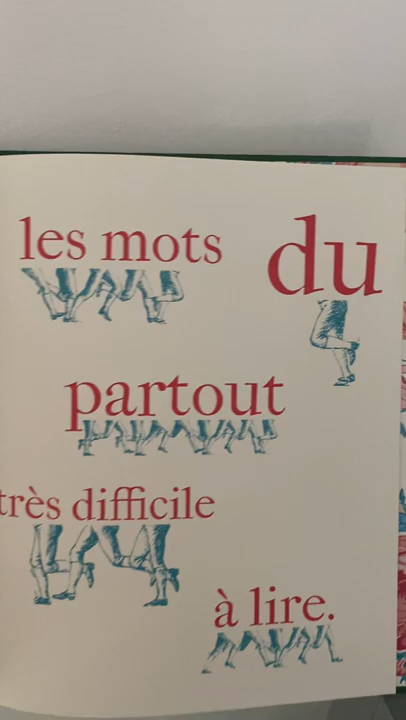 les mots
du
partout
très difficile
à lire.